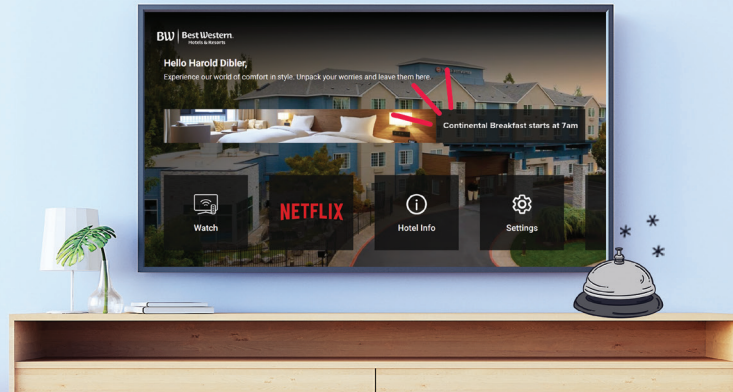 BW Best Western.
Hotels & Resorts
Hello Harold Dibler,
Experience our world of comfort in style. Unpack your worries and leave them here.
Continental Breakfast starts at 7am
Watch
NETFLIX
Hotel Info
Settings